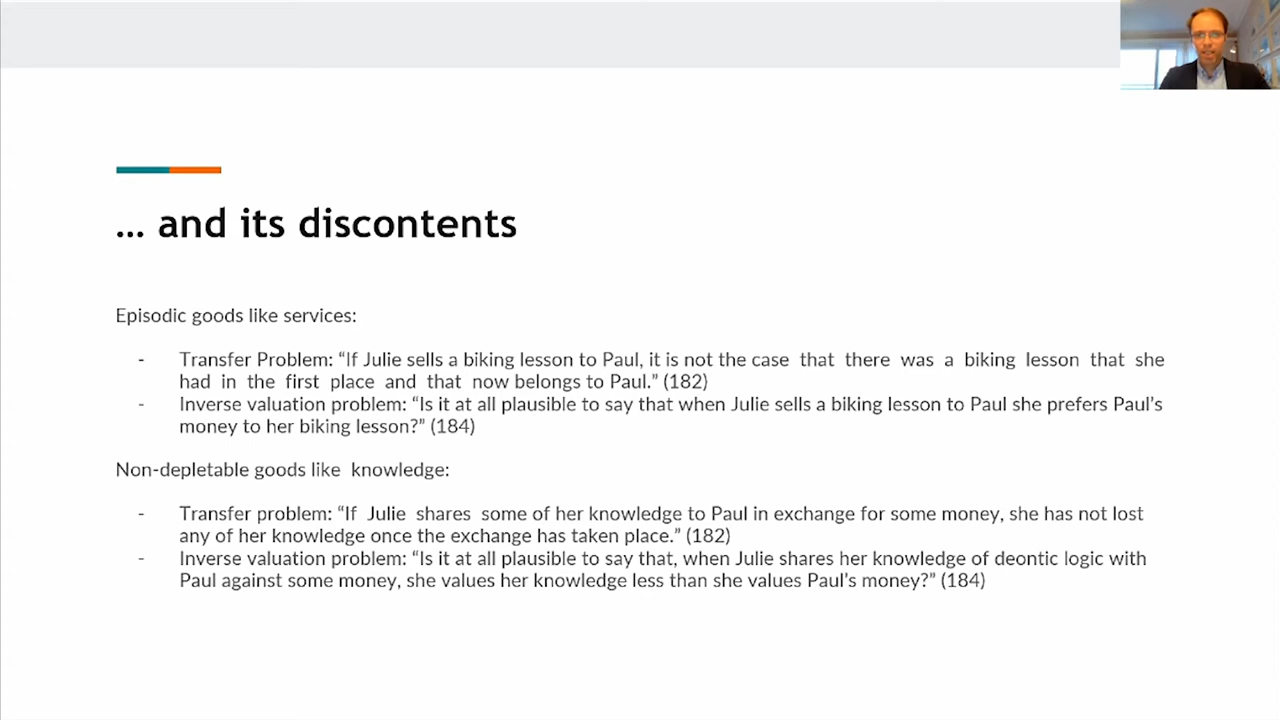 ... and its discontents
Episodic goods like services:
- Transfer Problem: “If Julie sells a biking lesson to Paul, it is not the case that there was a biking lesson that she
had in the first place and that now belongs to Paul.” (182)
- Inverse valuation problem: “Is it at all plausible to say that when Julie sells a biking lesson to Paul she prefers Paul’s
money to her biking lesson?” (184)
Non-depletable goods like knowledge:
- Transfer problem: “If Julie shares some of her knowledge to Paul in exchange for some money, she has not lost
any of her knowledge once the exchange has taken place.” (182)
- Inverse valuation problem: “Is it at all plausible to say that, when Julie shares her knowledge of deontic logic with
Paul against some money, she values her knowledge less than she values Paul’s money?” (184)